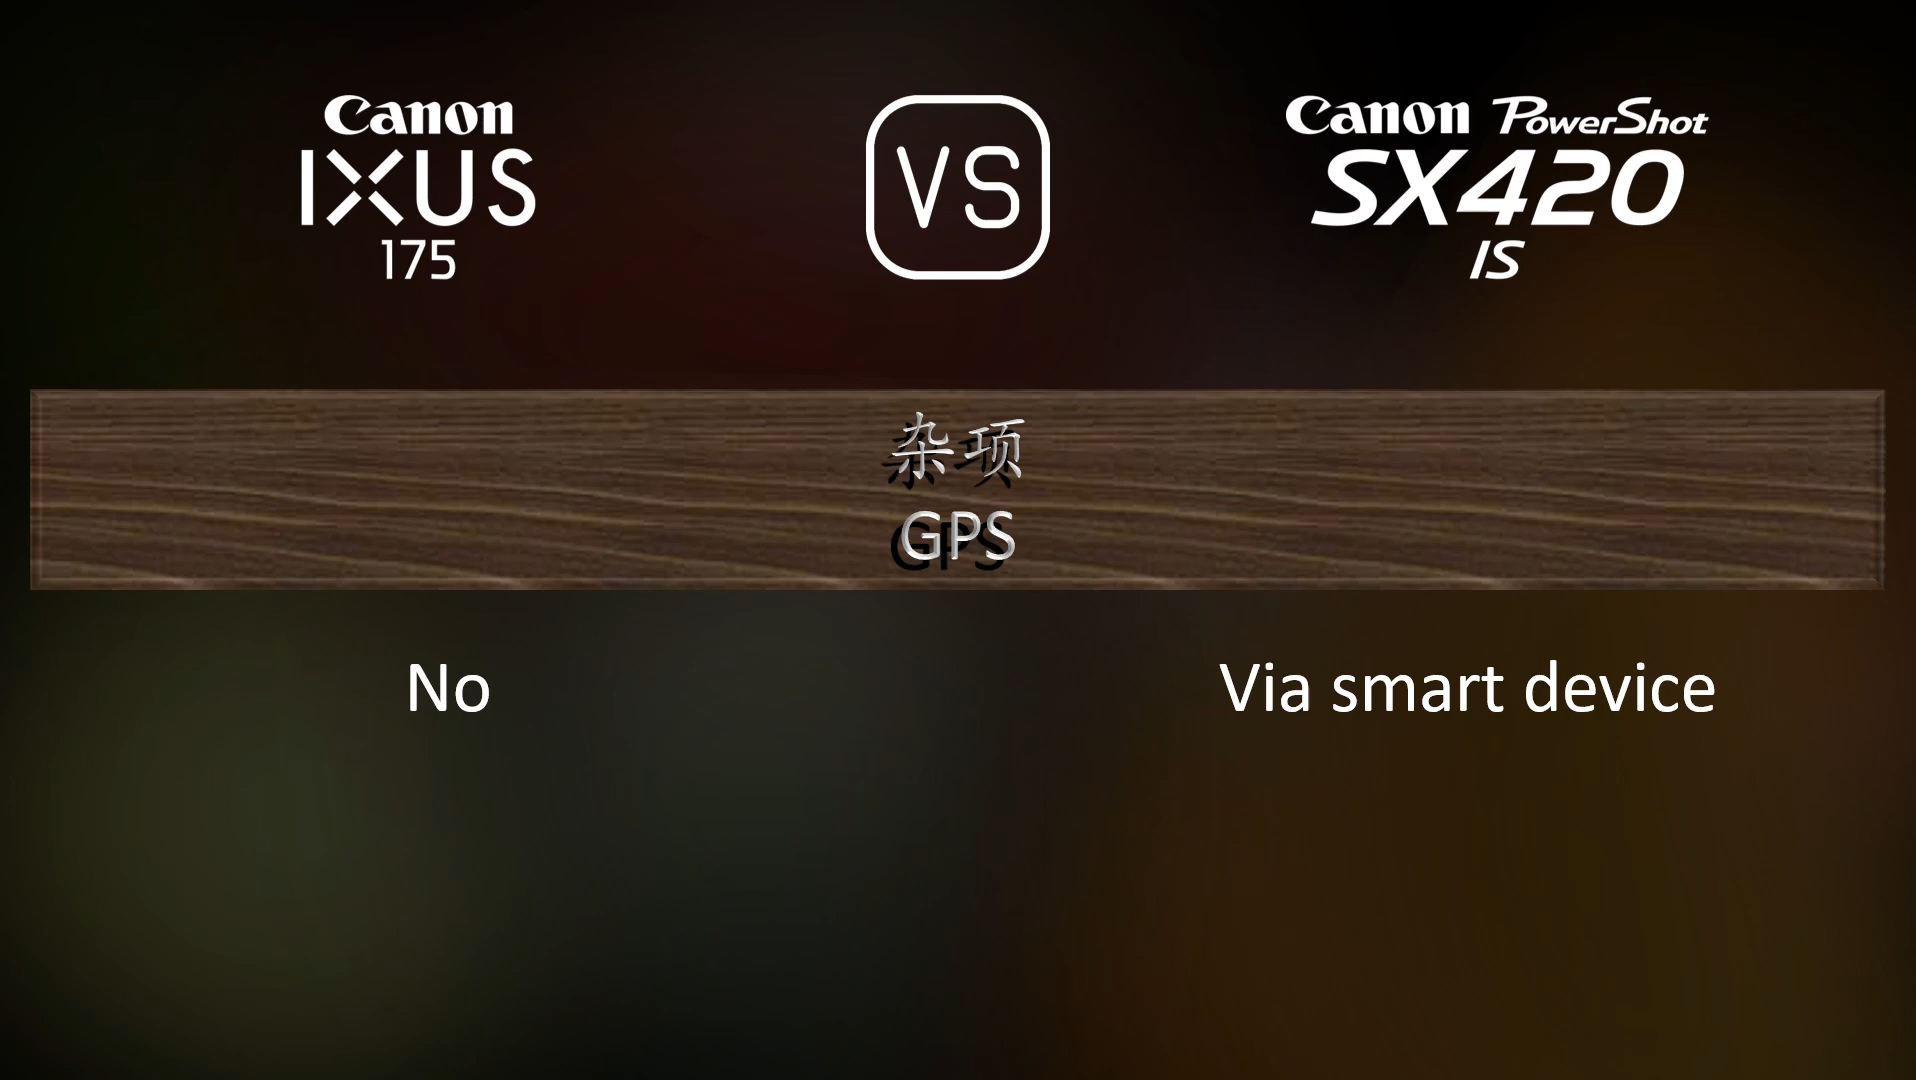 Canon
IXUS
175
VS
Canon PowerShot
SX420
IS
杂项
GPS
No
Via smart device